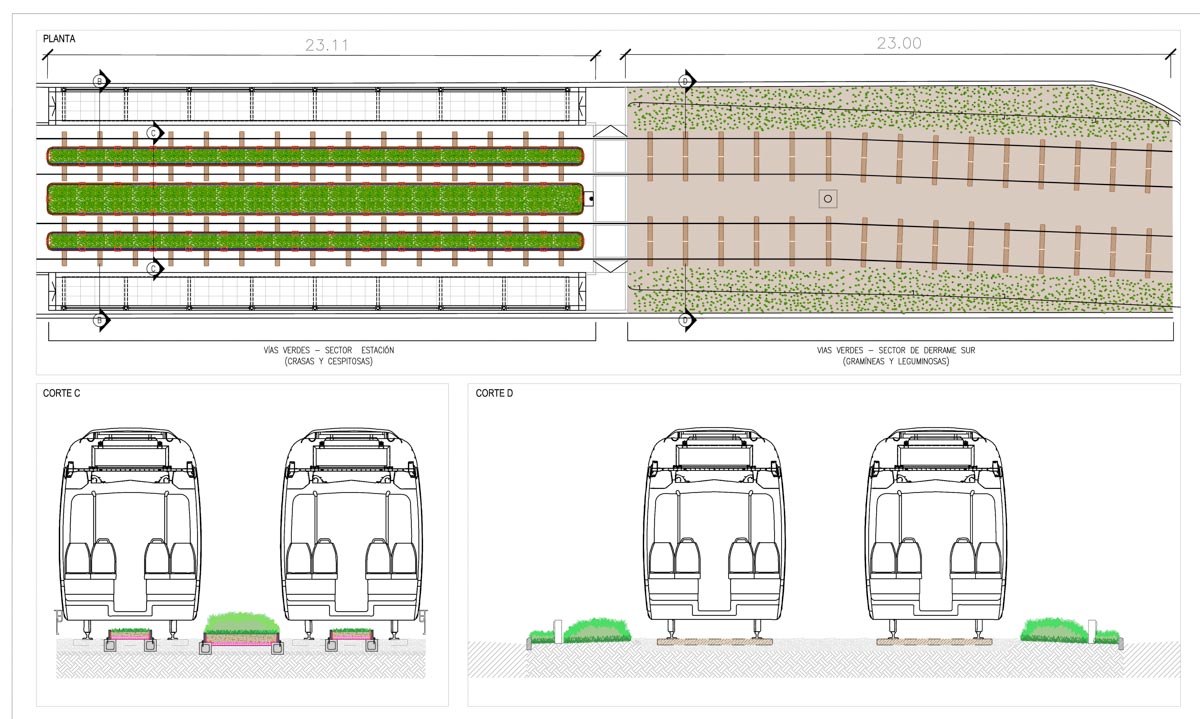 PLANTA
23.11
23.00
B
D
C
C
B
D
VÍAS VERDES – SECTOR ESTACIÓN
(CRASAS Y CESPITOSAS)
VIAS VERDES – SECTOR DE DERRAME SUR
(GRAMÍNEAS Y LEGUMINOSAS)
CORTE C
CORTE D